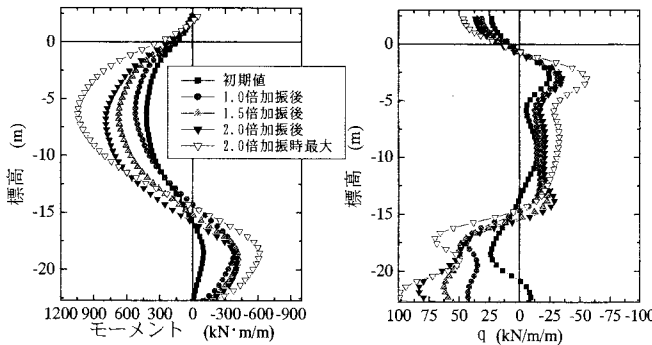 0
-5
-10
-15
-20
標高 (m)
1200 900 600 300 0 -300 -600 -900
モーメント (kN·m/m)
初期値
1.0倍加振後
1.5倍加振後
2.0倍加振後
2.0倍加振時最大
0
-5
-10
-15
-20
標高 (m)
100 75 50 25 0 -25 -50 -75 -100
q (kN/m/m)